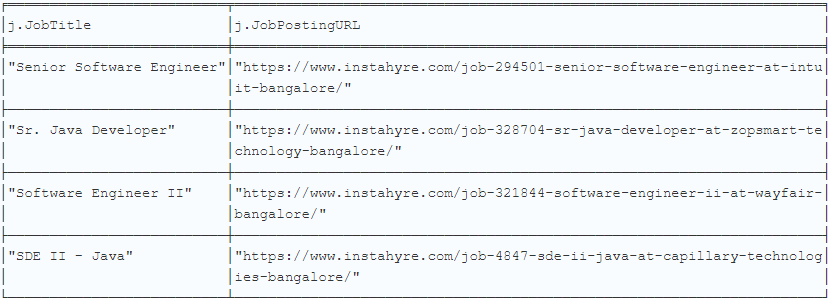 j.JobTitle j.JobPostingURL
"Senior Software Engineer" "https://www.instahyre.com/job-294501-senior-software-engineer-at-intu
it-bangalore/"
"Sr. Java Developer" "https://www.instahyre.com/job-328704-sr-java-developer-at-zopsmart-te
chnology-bangalore/"
"Software Engineer II" "https://www.instahyre.com/job-321844-software-engineer-ii-at-wayfair-
bangalore/"
"SDE II - Java" "https://www.instahyre.com/job-4847-sde-ii-java-at-capillary-technolog
ies-bangalore/"